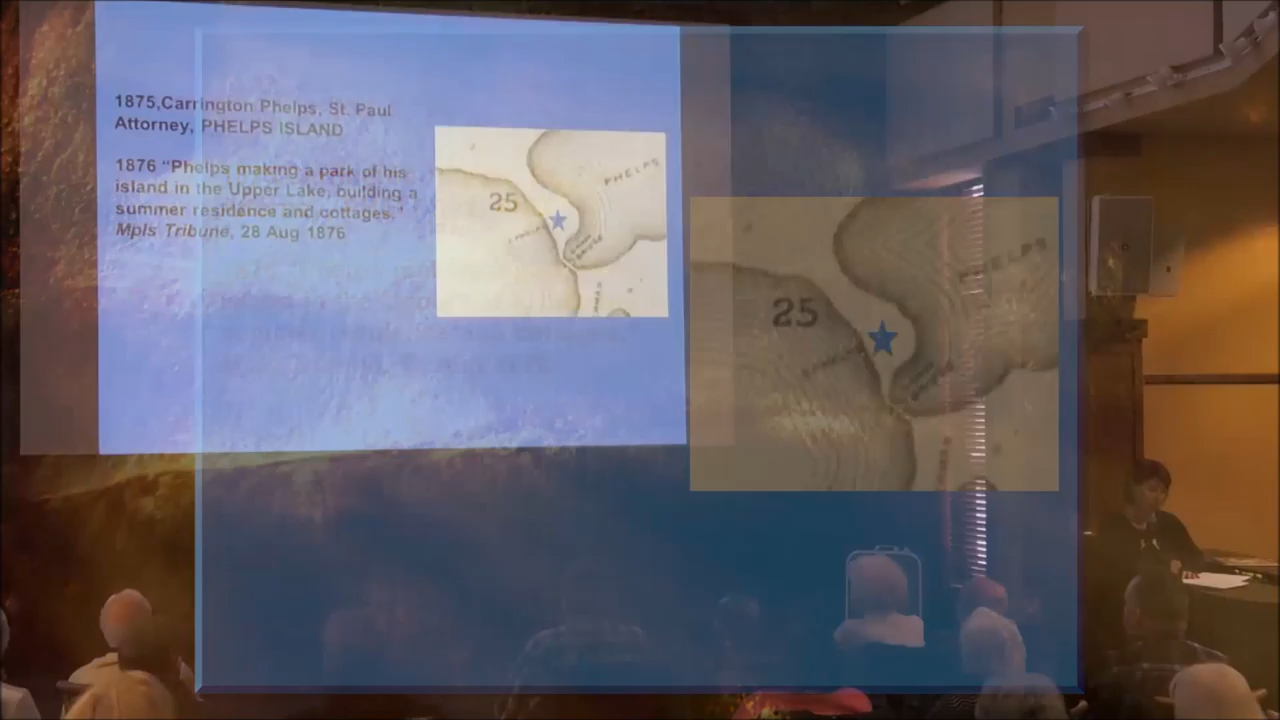 1875,Carrington Phelps, St. Paul
Attorney, PHELPS ISLAND
1876 “Phelps making a park of his
island in the Upper Lake, building a
summer residence and cottages.”
Mpls Tribune, 28 Aug 1876
PHELPS
25
PHELPS
25